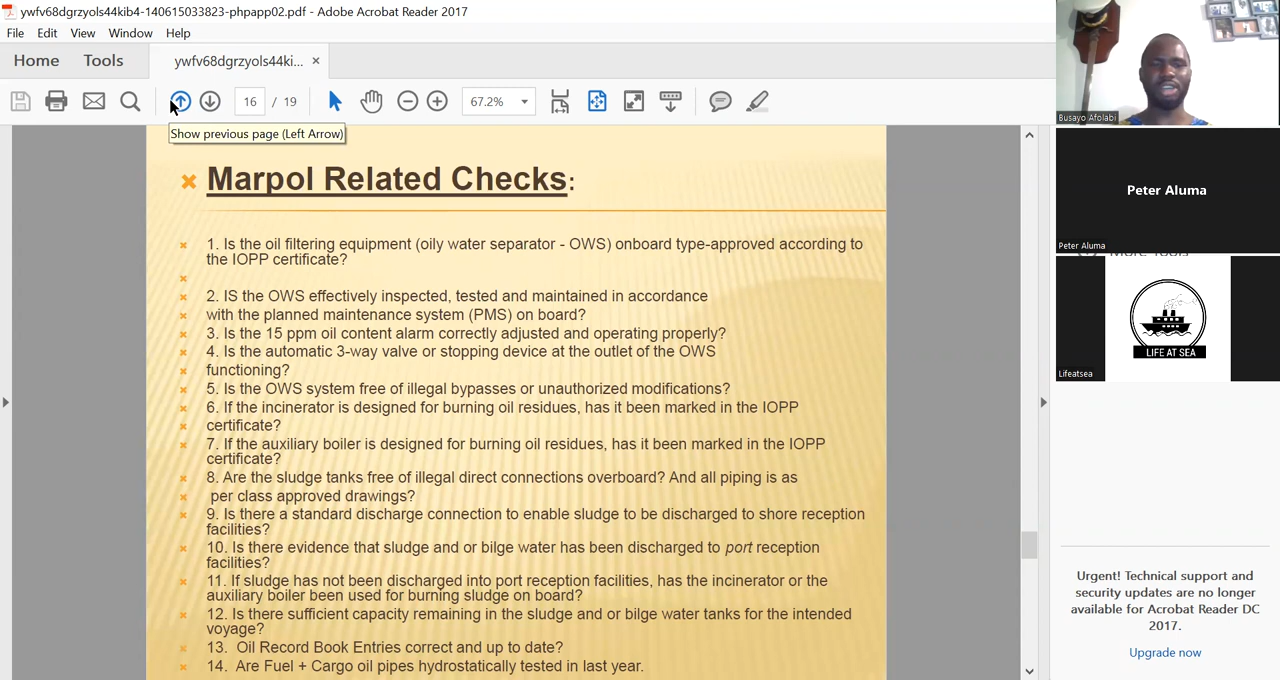 ywfv68dgrzyols44kib4-140615033823-phpapp02.pdf - Adobe Acrobat Reader 2017
File Edit View Window Help
Home Tools ywfv68dgrzyols44ki... ×
16 / 19 67.2%
Show previous page (Left Arrow)
Marpol Related Checks:
1. Is the oil filtering equipment (oily water separator - OWS) onboard type-approved according to
the IOPP certificate?
2. IS the OWS effectively inspected, tested and maintained in accordance
with the planned maintenance system (PMS) on board?
3. Is the 15 ppm oil content alarm correctly adjusted and operating properly?
4. Is the automatic 3-way valve or stopping device at the outlet of the OWS
functioning?
5. Is the OWS system free of illegal bypasses or unauthorized modifications?
6. If the incinerator is designed for burning oil residues, has it been marked in the IOPP
certificate?
7. If the auxiliary boiler is designed for burning oil residues, has it been marked in the IOPP
certificate?
8. Are the sludge tanks free of illegal direct connections overboard? And all piping is as
per class approved drawings?
9. Is there a standard discharge connection to enable sludge to be discharged to shore reception
facilities?
10. Is there evidence that sludge and or bilge water has been discharged to port reception
facilities?
11. If sludge has not been discharged into port reception facilities, has the incinerator or the
auxiliary boiler been used for burning sludge on board?
12. Is there sufficient capacity remaining in the sludge and or bilge water tanks for the intended
voyage?
13. Oil Record Book Entries correct and up to date?
14. Are Fuel + Cargo oil pipes hydrostatically tested in last year.
Busayo Afolabi
Peter Aluma
Peter Aluma
More Tools
LIFE AT SEA
Lifeatsea
Urgent! Technical support and
security updates are no longer
available for Acrobat Reader DC
2017.
Upgrade now